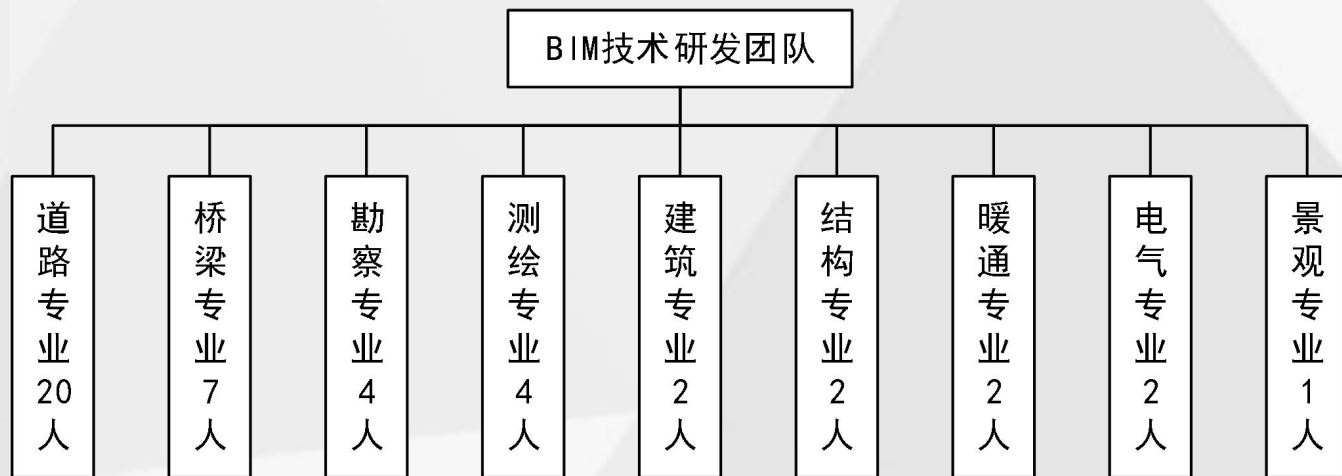 BIM技术研发团队
道路专业20人
桥梁专业7人
勘察专业4人
测绘专业4人
建筑专业2人
结构专业2人
暖通专业2人
电气专业2人
景观专业1人